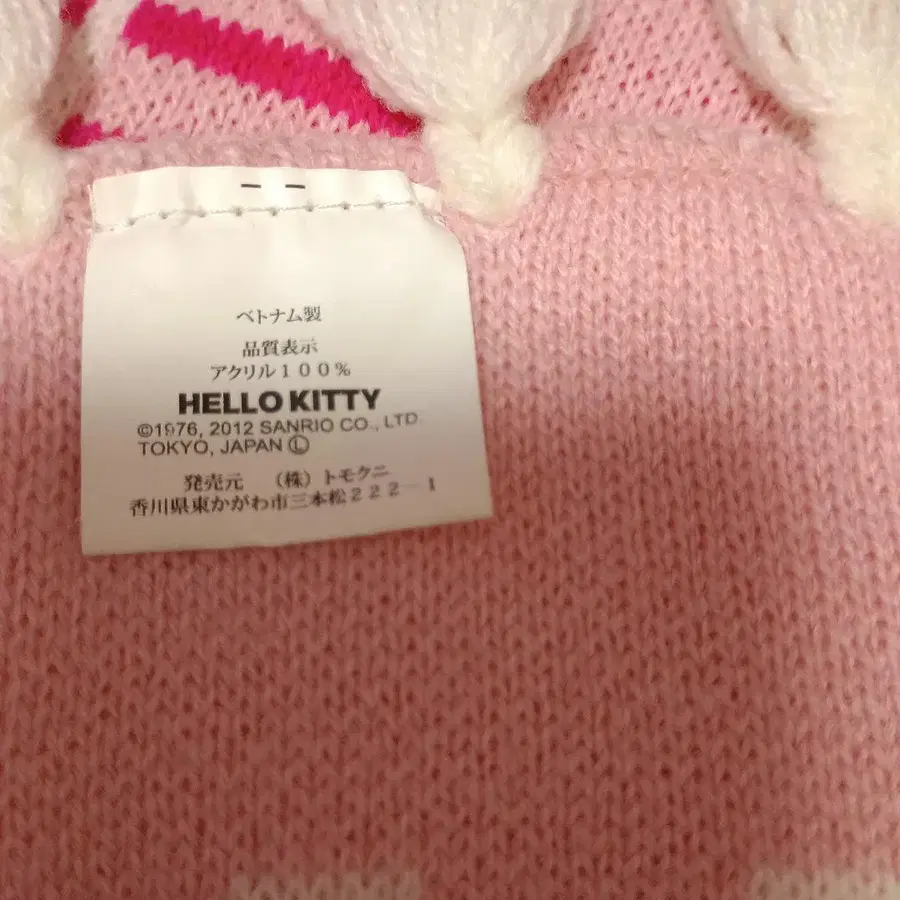 ベトナム製
品質表示
アクリル１００％
HELLO KITTY
©1976, 2012 SANRIO CO., LTD.
TOKYO, JAPAN Ⓛ
発売元　（株）トモクニ
香川県東かがわ市三本松２２２－１